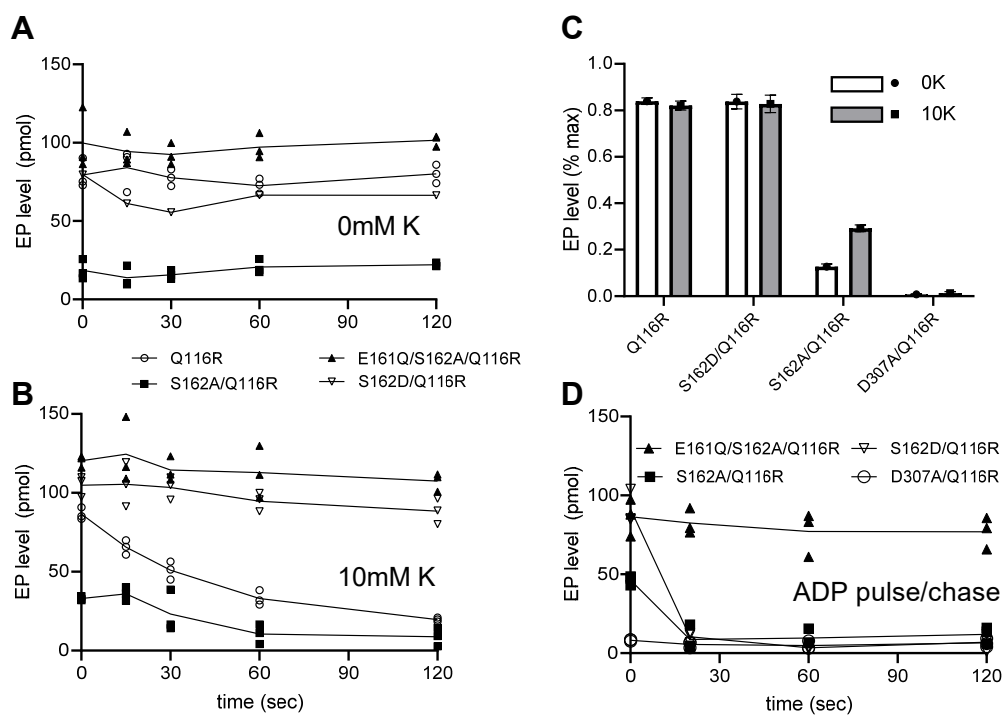 A
EP level (pmol)
150
100
50
0
0mM K
0 30 60 90 120
Q116R
S162A/Q116R
E161Q/S162A/Q116R
S162D/Q116R
B
EP level (pmol)
150
100
50
0
10mM K
0 30 60 90 120
time (sec)
C
EP level (% max)
1.0
0.8
0.6
0.4
0.2
0.0
0K
10K
Q116R
S162D/Q116R
S162A/Q116R
D307A/Q116R
D
EP level (pmol)
150
100
50
0
E161Q/S162A/Q116R
S162A/Q116R
S162D/Q116R
D307A/Q116R
ADP pulse/chase
0 30 60 90 120
time (sec)